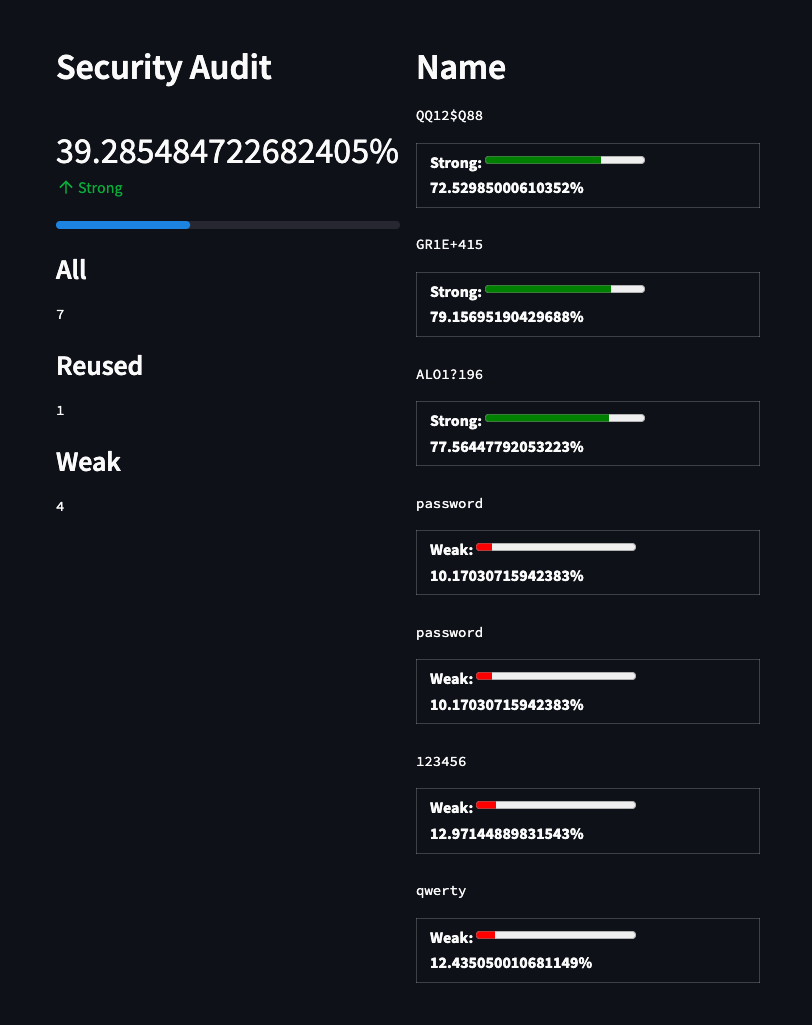 Security Audit
39.285484722682405%
↑ Strong
All
7
Reused
1
Weak
4
Name
QQ12$Q88
Strong:
72.52985000610352%
GR1E+415
Strong:
79.15695190429688%
ALO1?196
Strong:
77.56447792053223%
password
Weak:
10.17030715942383%
password
Weak:
10.17030715942383%
123456
Weak:
12.97144889831543%
qwerty
Weak:
12.435050010681149%